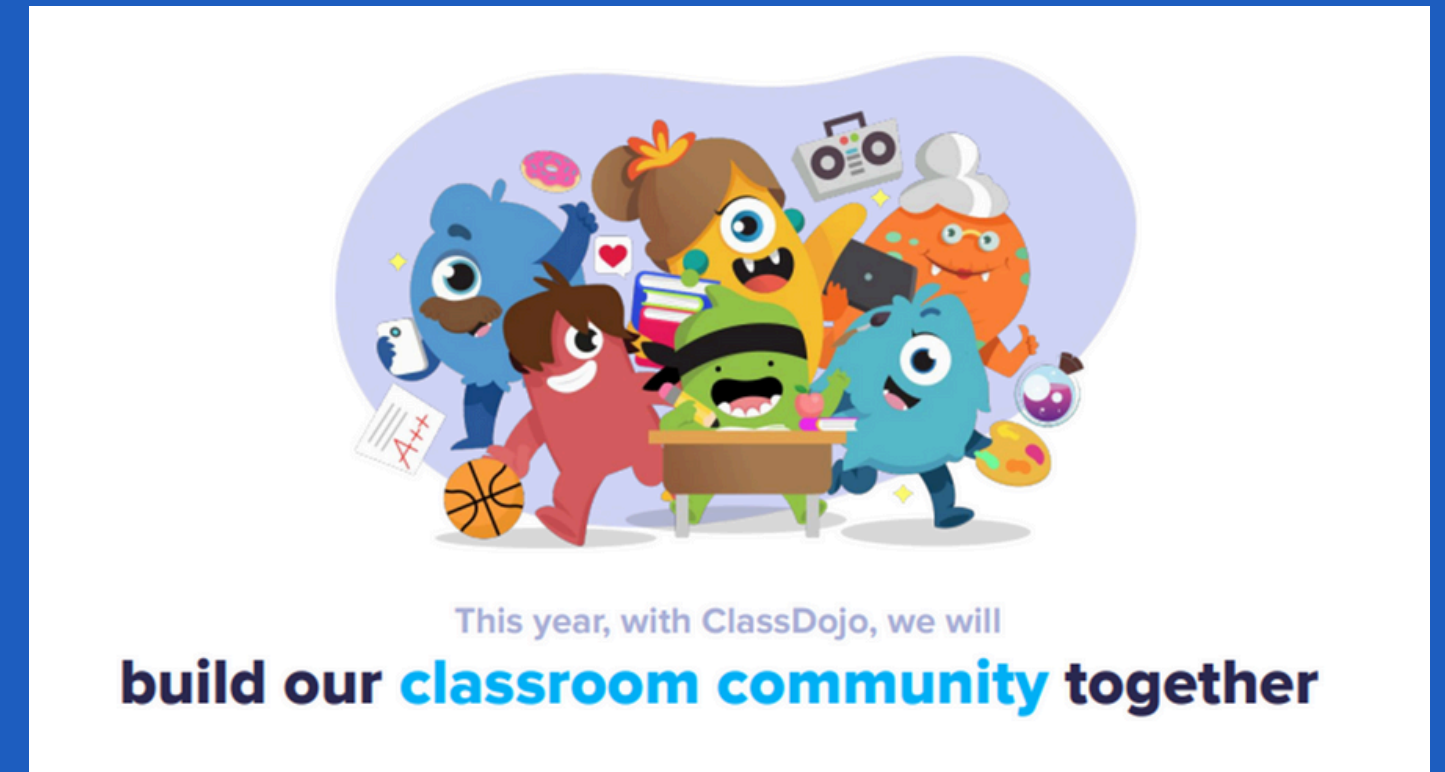 A++
This year, with ClassDojo, we will
build our classroom community together